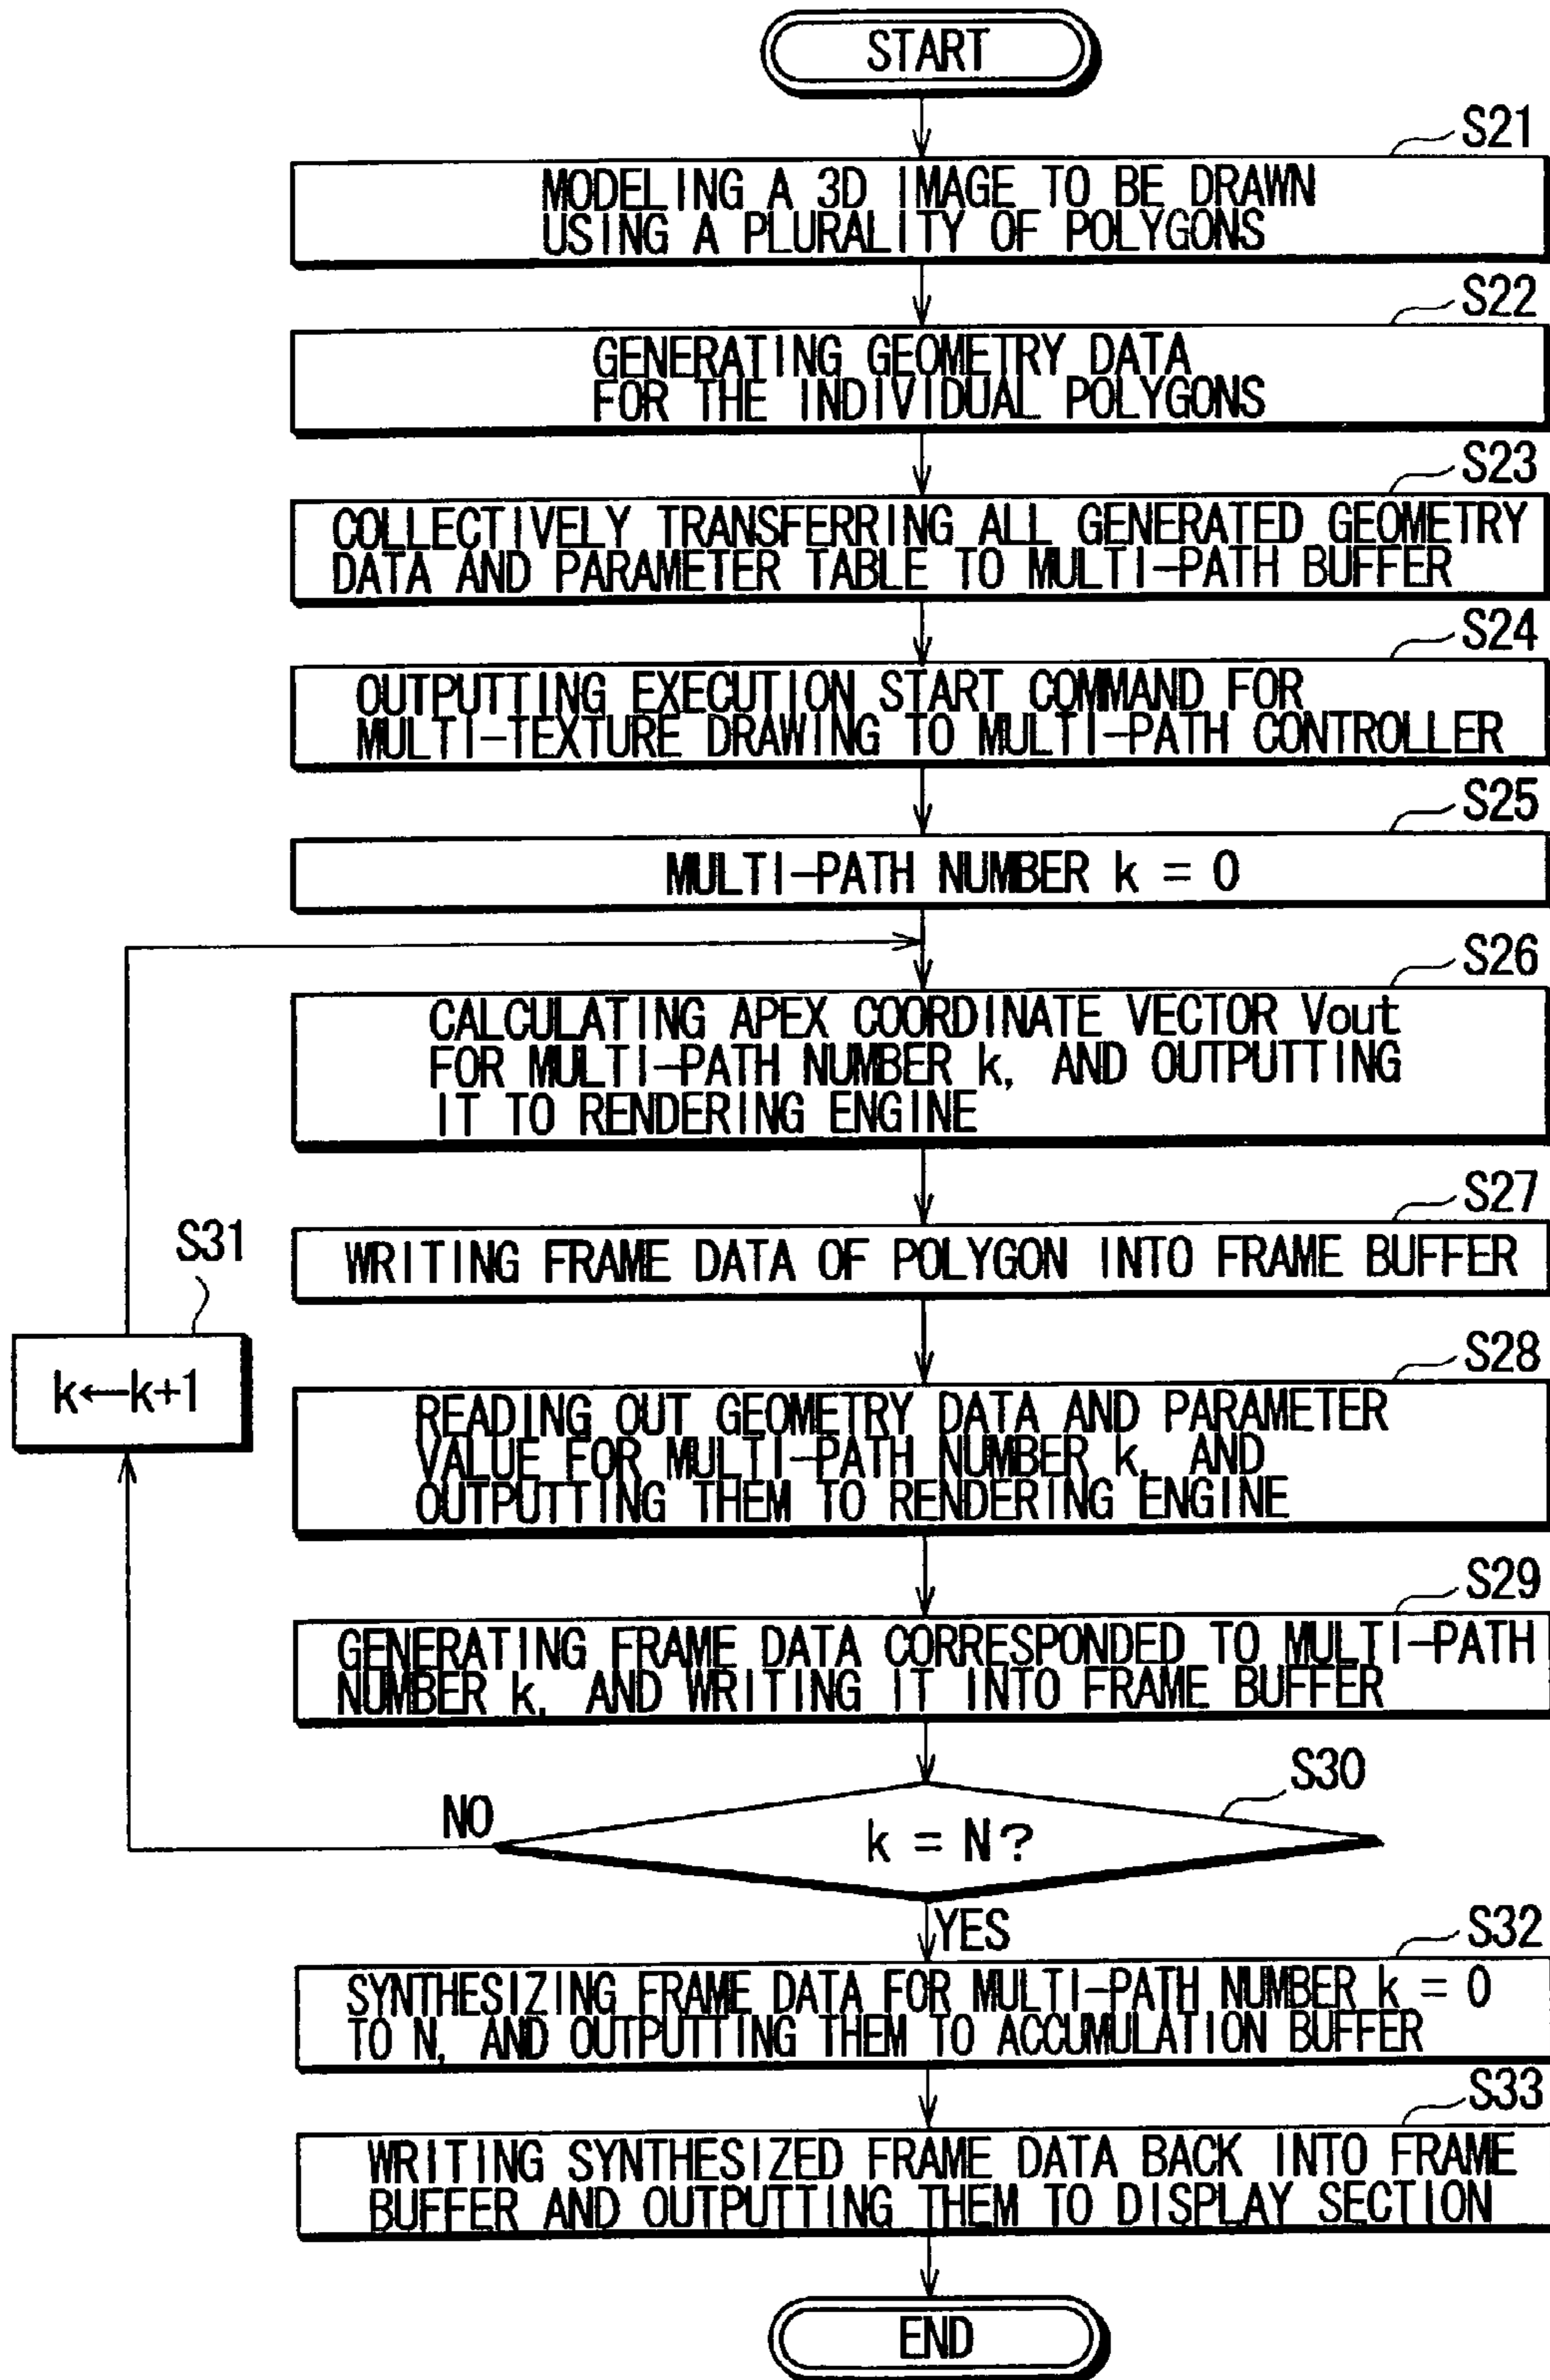 START
S21
MODELING A 3D IMAGE TO BE DRAWN
USING A PLURALITY OF POLYGONS
S22
GENERATING GEOMETRY DATA
FOR THE INDIVIDUAL POLYGONS
S23
COLLECTIVELY TRANSFERRING ALL GENERATED GEOMETRY
DATA AND PARAMETER TABLE TO MULTI-PATH BUFFER
S24
OUTPUTTING EXECUTION START COMMAND FOR
MULTI-TEXTURE DRAWING TO MULTI-PATH CONTROLLER
S25
MULTI-PATH NUMBER k = 0
S26
CALCULATING APEX COORDINATE VECTOR Vout
FOR MULTI-PATH NUMBER k, AND OUTPUTTING
IT TO RENDERING ENGINE
S27
WRITING FRAME DATA OF POLYGON INTO FRAME BUFFER
S31
k←k+1
S28
READING OUT GEOMETRY DATA AND PARAMETER
VALUE FOR MULTI-PATH NUMBER k, AND
OUTPUTTING THEM TO RENDERING ENGINE
S29
GENERATING FRAME DATA CORRESPONDED TO MULTI-PATH
NUMBER k, AND WRITING IT INTO FRAME BUFFER
S30
NO
k = N?
YES
S32
SYNTHESIZING FRAME DATA FOR MULTI-PATH NUMBER k = 0
TO N, AND OUTPUTTING THEM TO ACCUMULATION BUFFER
S33
WRITING SYNTHESIZED FRAME DATA BACK INTO FRAME
BUFFER AND OUTPUTTING THEM TO DISPLAY SECTION
END